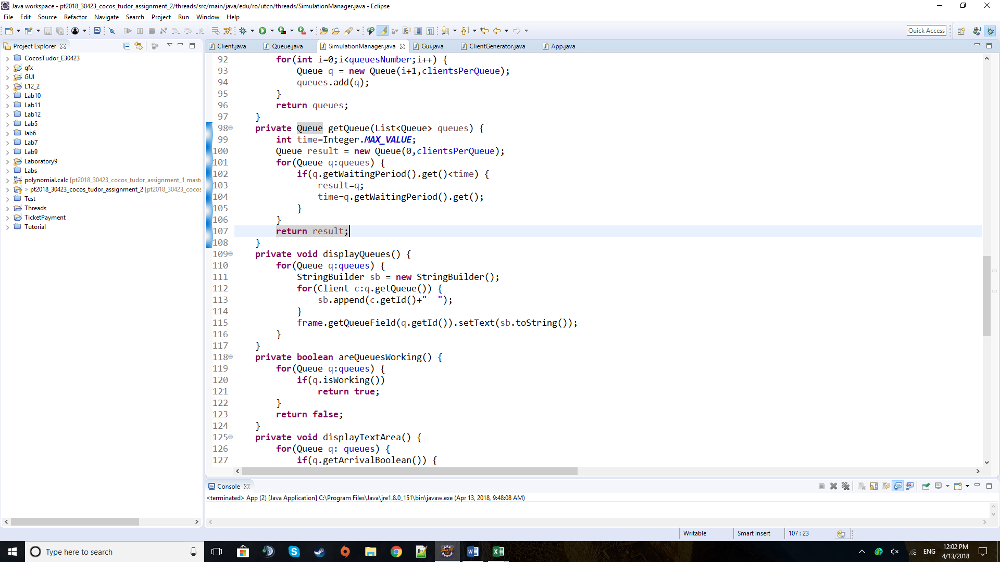 Java workspace - pt2018_30423_cocos_tudor_assignment_2/threads/src/main/java/edu/ro/utcn/threads/SimulationManager.java - Eclipse
File Edit Source Refactor Navigate Search Project Run Window Help
Quick Access
Project Explorer
CocosTudor_E30423
gfx
GUI
L12_2
Lab10
Lab11
Lab12
Lab5
lab6
Lab7
Lab9
Laboratory9
Labs
polynomial.calc [pt2018_30423_cocos_tudor_assignment_1 maste
> pt2018_30423_cocos_tudor_assignment_2 [pt2018_30423_cocos
Test
Threads
TicketPayment
Tutorial
Client.java Queue.java SimulationManager.java Gui.java ClientGenerator.java App.java
92 for(int i=0;i<queuesNumber;i++) {
93 Queue q = new Queue(i+1,clientsPerQueue);
94 queues.add(q);
95 }
96 return queues;
97 }
98 private Queue getQueue(List<Queue> queues) {
99 int time=Integer.MAX_VALUE;
100 Queue result = new Queue(0,clientsPerQueue);
101 for(Queue q:queues) {
102 if(q.getWaitingPeriod().get()<time) {
103 result=q;
104 time=q.getWaitingPeriod().get();
105 }
106 }
107 return result;
108 }
109 private void displayQueues() {
110 for(Queue q:queues) {
111 StringBuilder sb = new StringBuilder();
112 for(Client c:q.getQueue()) {
113 sb.append(c.getId()+"  ");
114 }
115 frame.getQueueField(q.getId()).setText(sb.toString());
116 }
117 }
118 private boolean areQueuesWorking() {
119 for(Queue q:queues) {
120 if(q.isWorking())
121 return true;
122 }
123 return false;
124 }
125 private void displayTextArea() {
126 for(Queue q: queues) {
127 if(q.getArrivalBoolean()) {
Console
<terminated> App (2) [Java Application] C:\Program Files\Java\jre1.8.0_151\bin\javaw.exe (Apr 13, 2018, 9:48:08 AM)
Writable Smart Insert 107 : 23
Type here to search
ENG
12:02 PM
4/13/2018